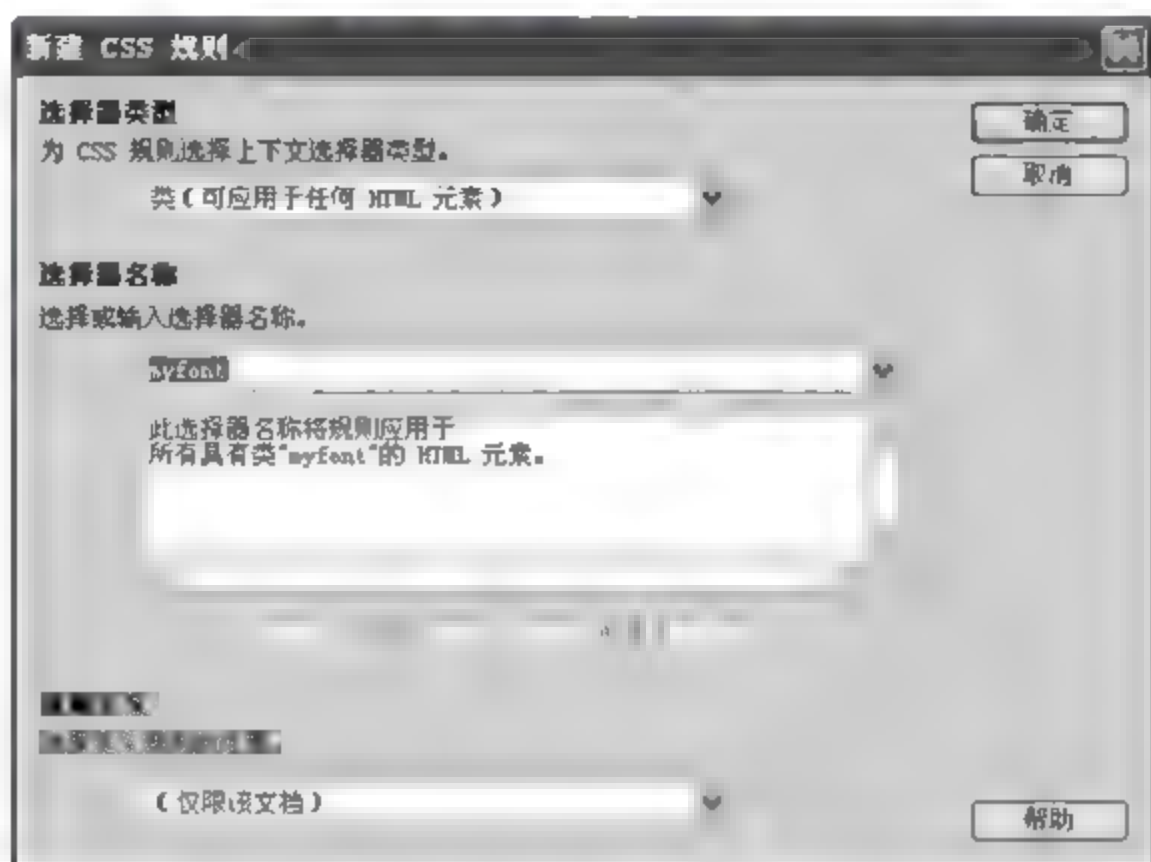 新建 CSS 规则
选择器类型
为 CSS 规则选择上下文选择器类型。
确定
取消
类(可应用于任何 HTML 元素)
选择器名称
选择或输入选择器名称。
myfont
此选择器名称将规则应用于
所有具有类“myfont”的 HTML 元素。
(仅限该文档)
帮助